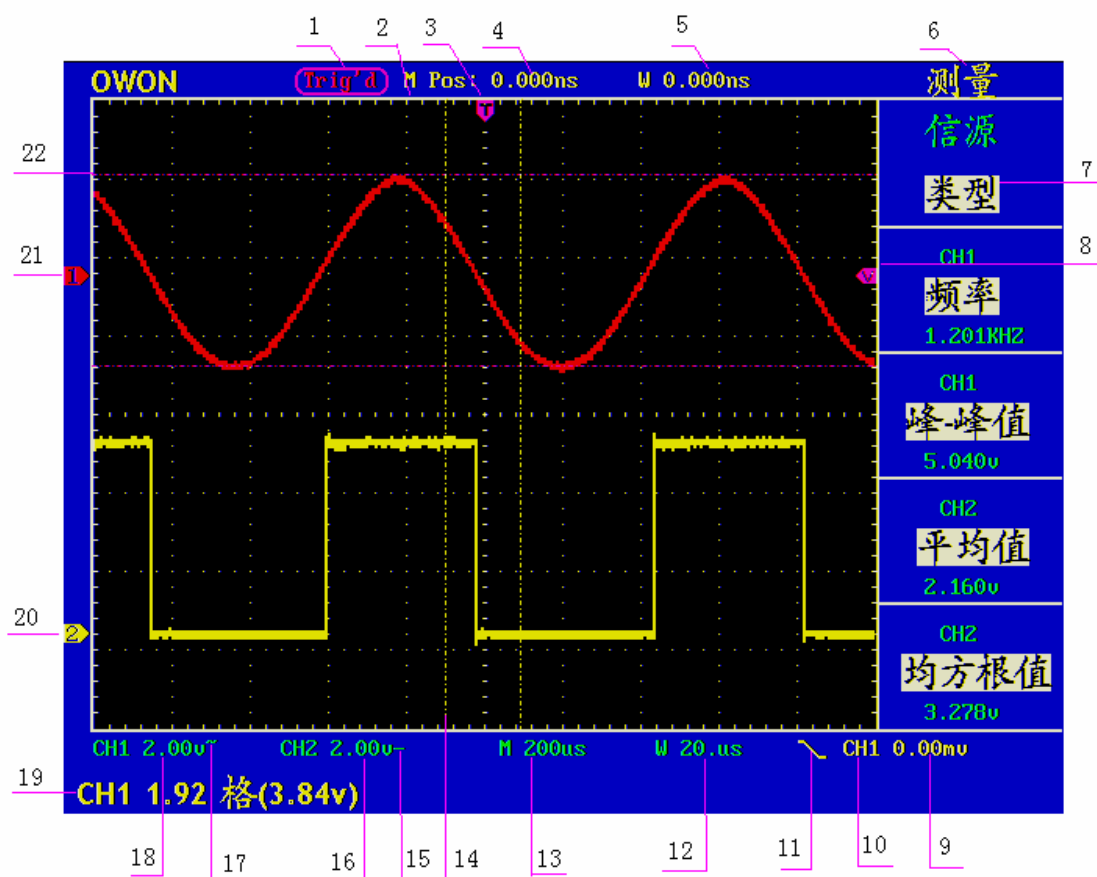 1 2 3 4 5 6
OWON Trig'd M Pos: 0.000ns W 0.000ns 测量
T
信源
22
类型 7
21 1 V 8
CH1
频率
1.201KHZ
CH1
峰-峰值
5.040v
CH2
平均值
2.160v
20 2
CH2
均方根值
3.278v
CH1 2.00v~ CH2 2.00v- M 200us W 20.us CH1 0.00mv
19 CH1 1.92 格(3.84v)
18 17 16 15 14 13 12 11 10 9